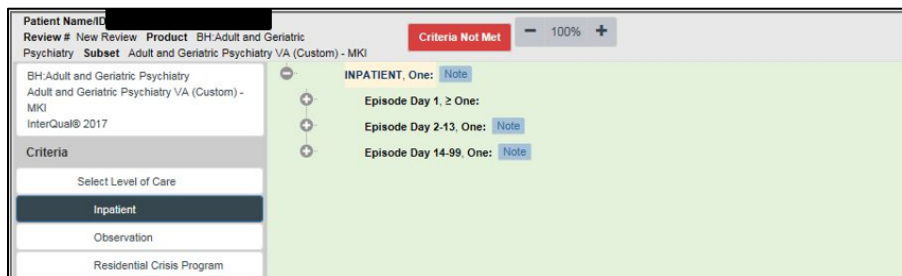 Patient Name/ID
Review # New Review Product BH:Adult and Geriatric
Psychiatry Subset Adult and Geriatric Psychiatry VA (Custom) - MKI
Criteria Not Met
− 100% +
BH:Adult and Geriatric Psychiatry
Adult and Geriatric Psychiatry VA (Custom) -
MKI
InterQual® 2017
Criteria
Select Level of Care
Inpatient
Observation
Residential Crisis Program
INPATIENT, One: Note
Episode Day 1, ≥ One:
Episode Day 2-13, One: Note
Episode Day 14-99, One: Note